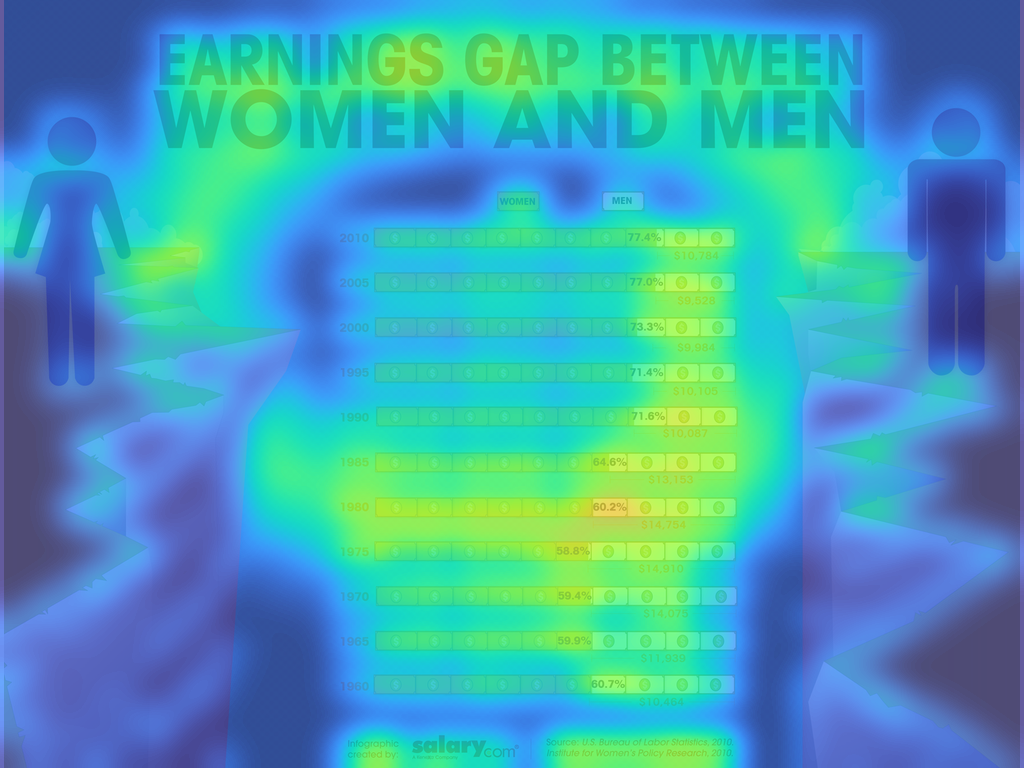 EARNINGS GAP BETWEEN
WOMEN AND MEN
WOMEN MEN
2010 77.4%
$10,784
2005 77.0%
$9,528
2000 73.3%
$9,984
1995 71.4%
$10,105
1990 71.6%
$10,087
1985 64.6%
$13,153
1980 60.2%
$14,754
1975 58.8%
$14,910
1970 59.4%
$14,076
1965 59.9%
$11,939
1960 60.7%
$10,464
Infographic
created by:
salary.com®
Source: U.S. Bureau of Labor Statistics, 2010.
Institute for Women's Policy Research, 2010.